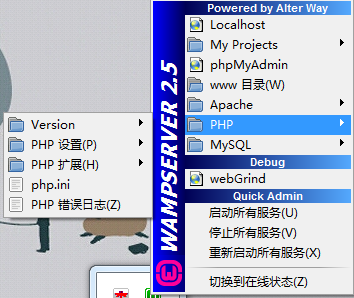 Powered by Alter Way
Localhost
My Projects
phpMyAdmin
www 目录(W)
Apache
PHP
MySQL
Debug
webGrind
Quick Admin
启动所有服务(U)
停止所有服务(V)
重新启动所有服务(X)
切换到在线状态(Z)
WAMPSERVER 2.5
Version
PHP 设置(P)
PHP 扩展(H)
php.ini
PHP 错误日志(Z)